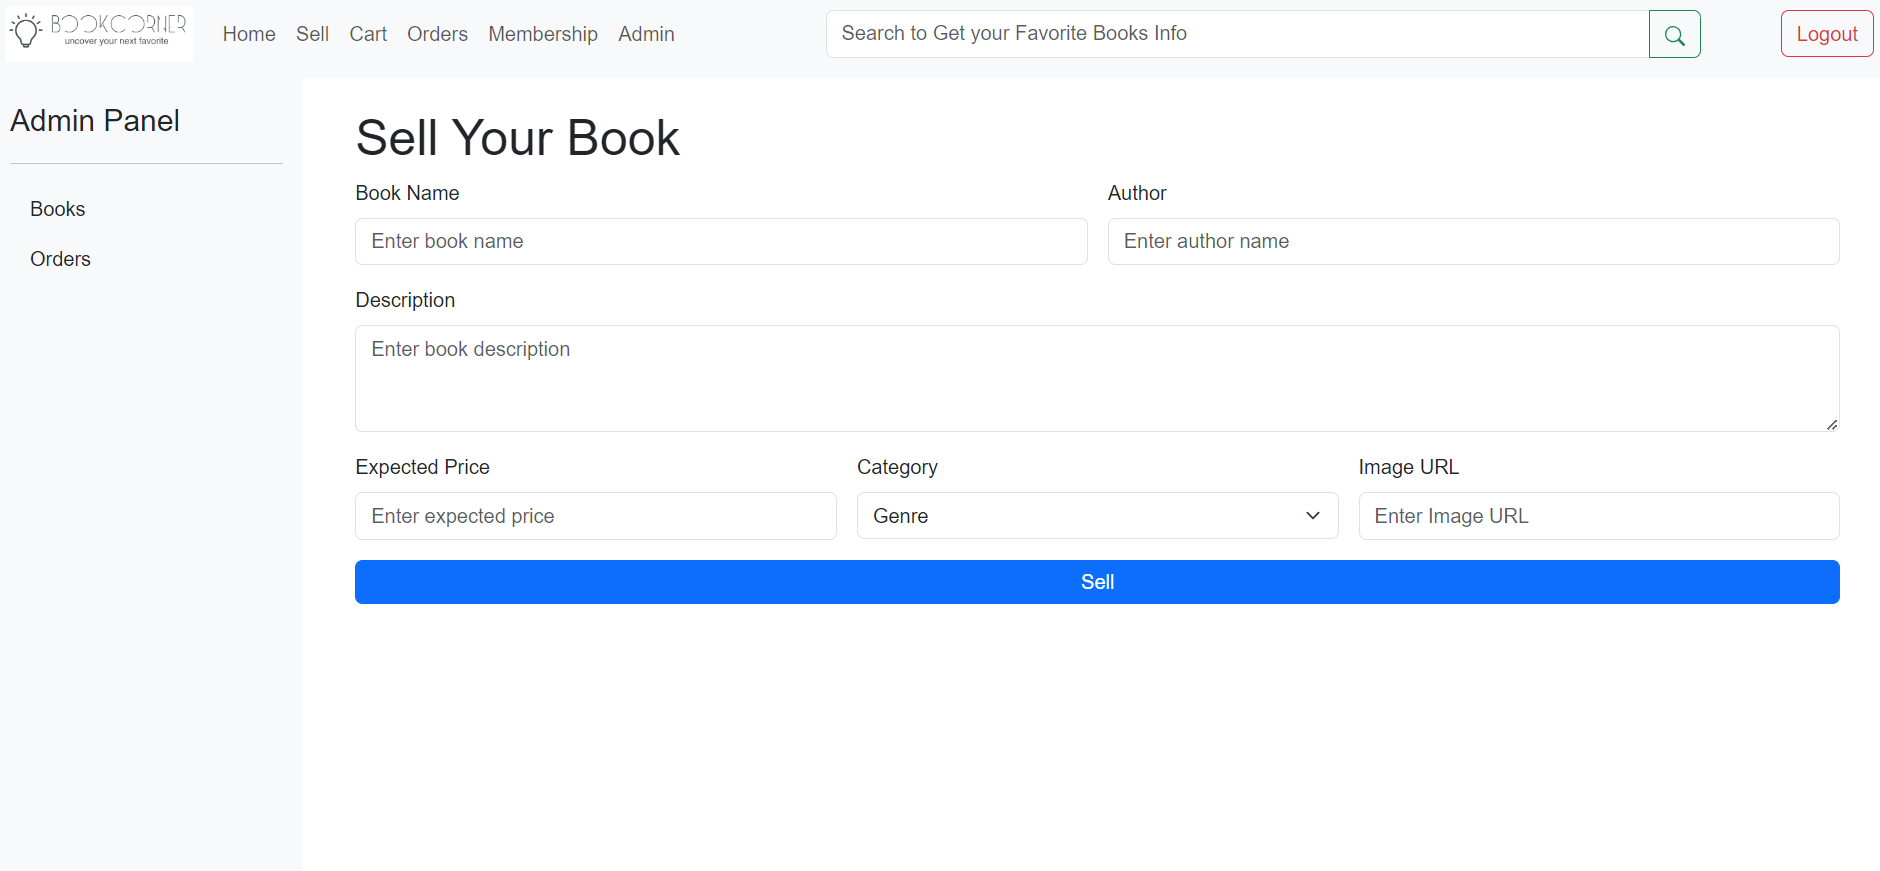 BOOKCORNER
uncover your next favorite
Home Sell Cart Orders Membership Admin
Search to Get your Favorite Books Info
Logout
Admin Panel
Books
Orders
Sell Your Book
Book Name Author
Enter book name Enter author name
Description
Enter book description
Expected Price Category Image URL
Enter expected price Genre Enter Image URL
Sell